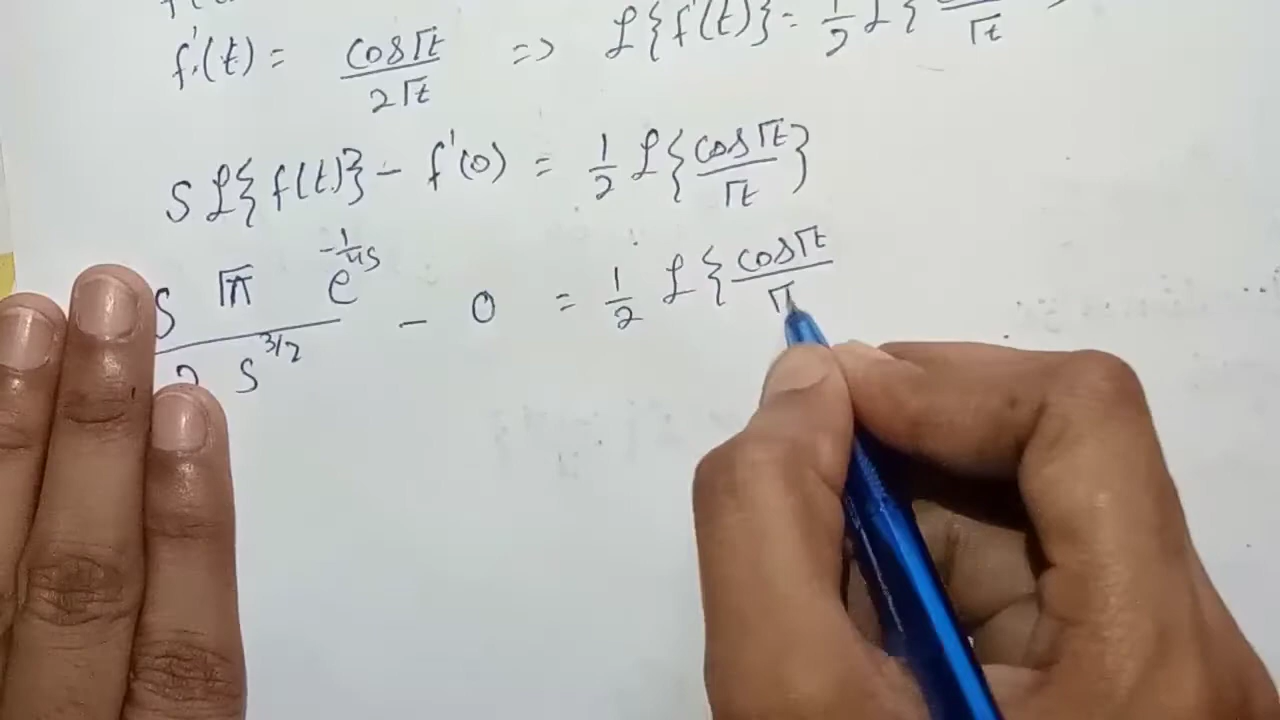 f'(t) = cos√t / 2√t => ℒ{f'(t)} = 1/2 ℒ{ / √t
S ℒ{f(t)} - f'(0) = 1/2 ℒ{cos√t / √t}
S √π e^(-1/4s) / 2 S^(3/2) - 0 = 1/2 ℒ{cos√t / √